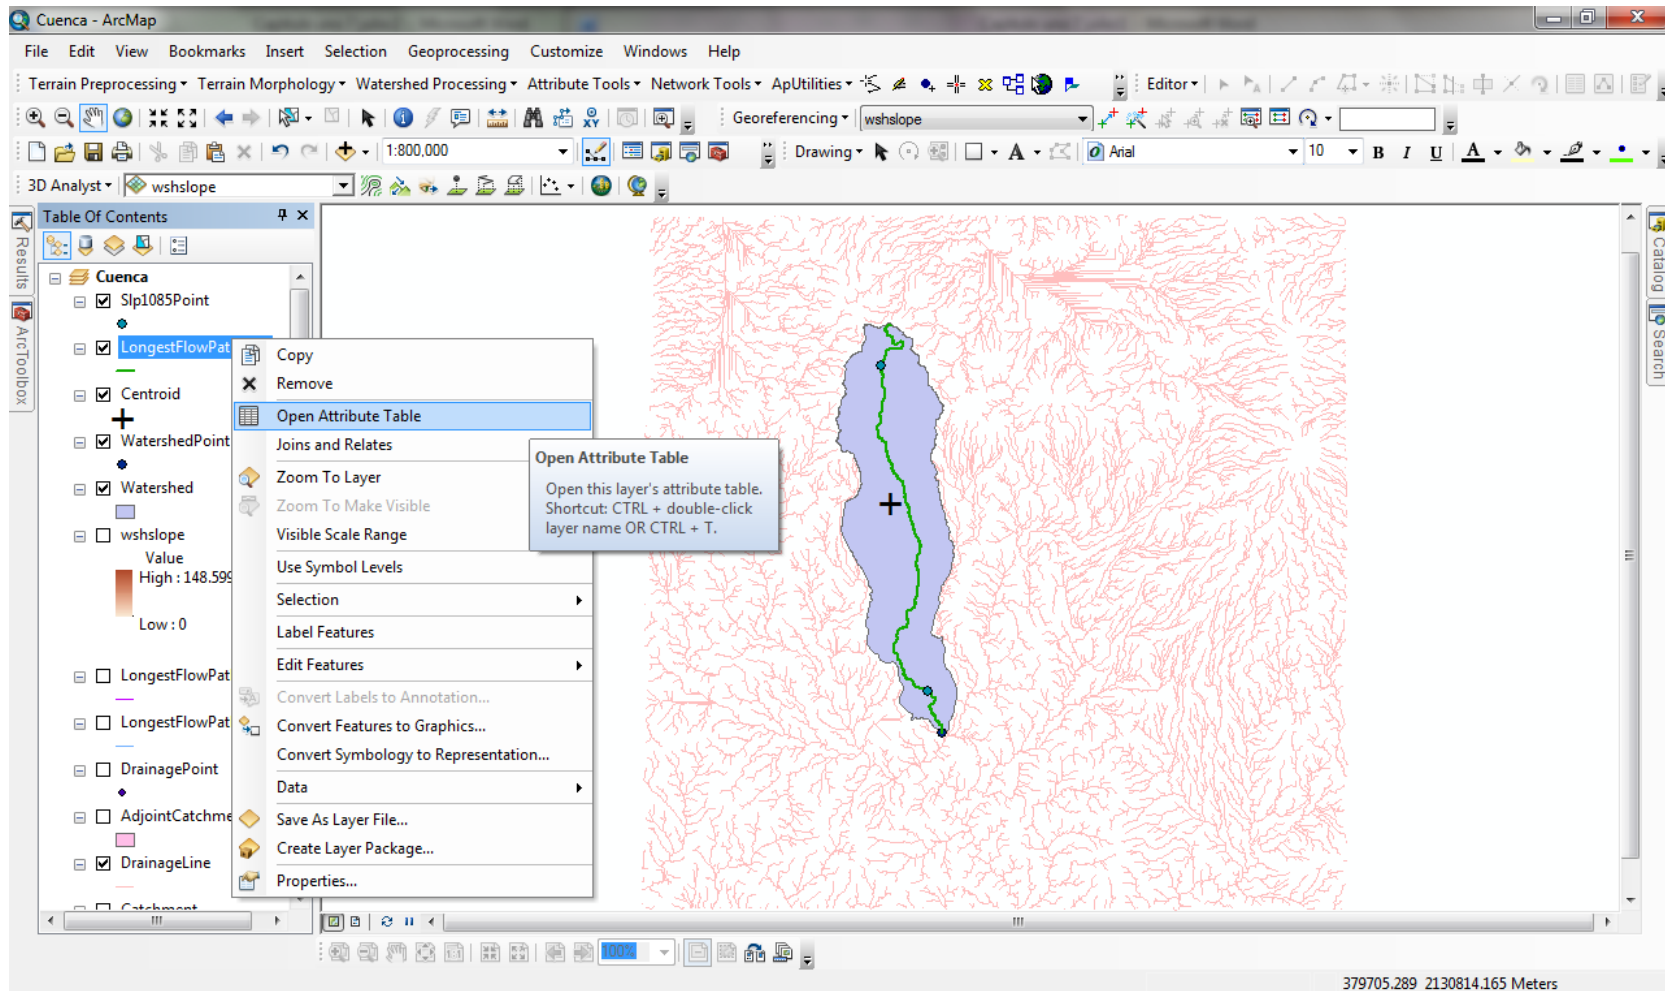 Cuenca - ArcMap
File Edit View Bookmarks Insert Selection Geoprocessing Customize Windows Help
Terrain Preprocessing Terrain Morphology Watershed Processing Attribute Tools Network Tools ApUtilities Editor
Georeferencing wshslope
1:800,000 Drawing A Arial 10 B I U A
3D Analyst wshslope
Table Of Contents
Results
ArcToolbox
Catalog
Search
Cuenca
Slp1085Point
LongestFlowPat
Centroid
WatershedPoint
Watershed
wshslope
Value
High : 148.599
Low : 0
LongestFlowPat
LongestFlowPat
DrainagePoint
AdjointCatchme
DrainageLine
Catchment
Copy
Remove
Open Attribute Table
Joins and Relates
Zoom To Layer
Zoom To Make Visible
Visible Scale Range
Use Symbol Levels
Selection
Label Features
Edit Features
Convert Labels to Annotation...
Convert Features to Graphics...
Convert Symbology to Representation...
Data
Save As Layer File...
Create Layer Package...
Properties...
Open Attribute Table
Open this layer's attribute table.
Shortcut: CTRL + double-click
layer name OR CTRL + T.
100%
379705.289 2130814.165 Meters